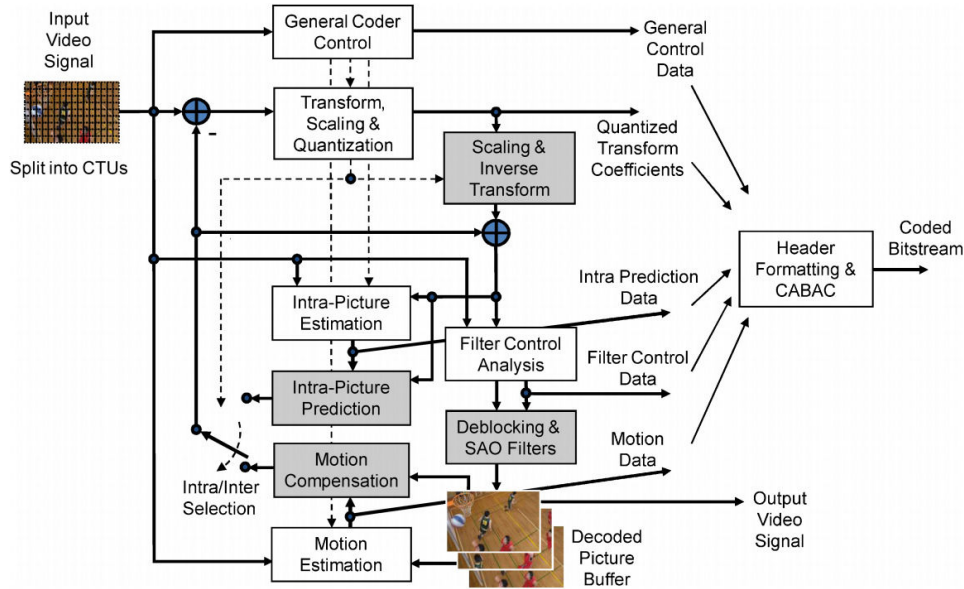 Input
Video
Signal
Split into CTUs
General Coder
Control
General
Control
Data
Transform,
Scaling &
Quantization
-
Quantized
Transform
Coefficients
Scaling &
Inverse
Transform
Header
Formatting &
CABAC
Coded
Bitstream
Intra-Picture
Estimation
Intra Prediction
Data
Filter Control
Analysis
Filter Control
Data
Intra-Picture
Prediction
Deblocking &
SAO Filters
Motion
Data
Motion
Compensation
Intra/Inter
Selection
Motion
Estimation
Decoded
Picture
Buffer
Output
Video
Signal